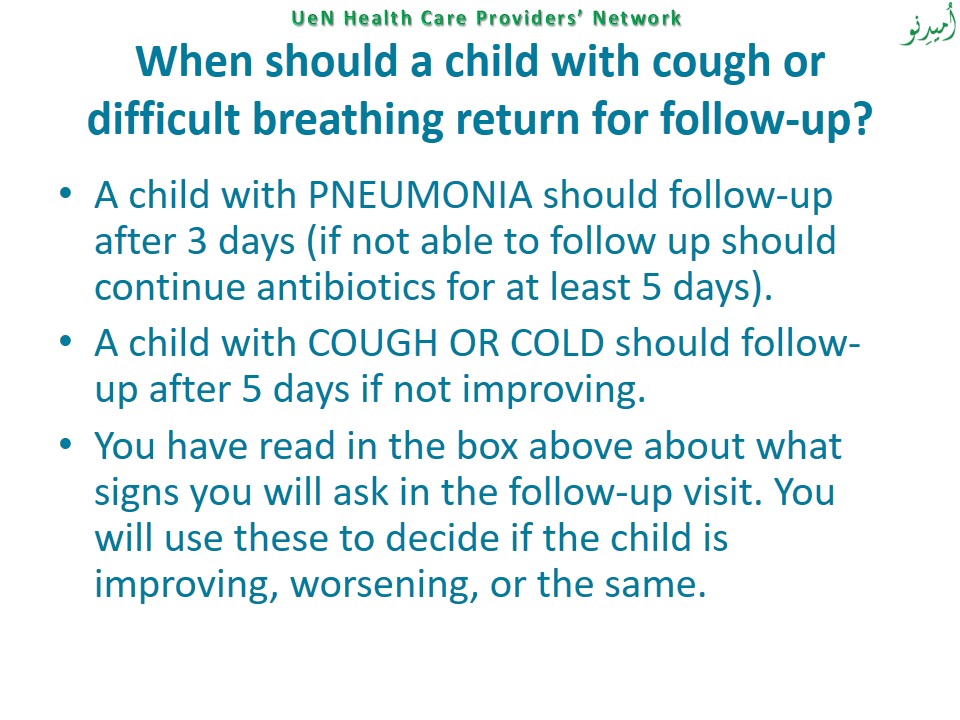 UeN Health Care Providers' Network
اُمیدِنو
When should a child with cough or
difficult breathing return for follow-up?
• A child with PNEUMONIA should follow-up
after 3 days (if not able to follow up should
continue antibiotics for at least 5 days).
• A child with COUGH OR COLD should follow-
up after 5 days if not improving.
• You have read in the box above about what
signs you will ask in the follow-up visit. You
will use these to decide if the child is
improving, worsening, or the same.